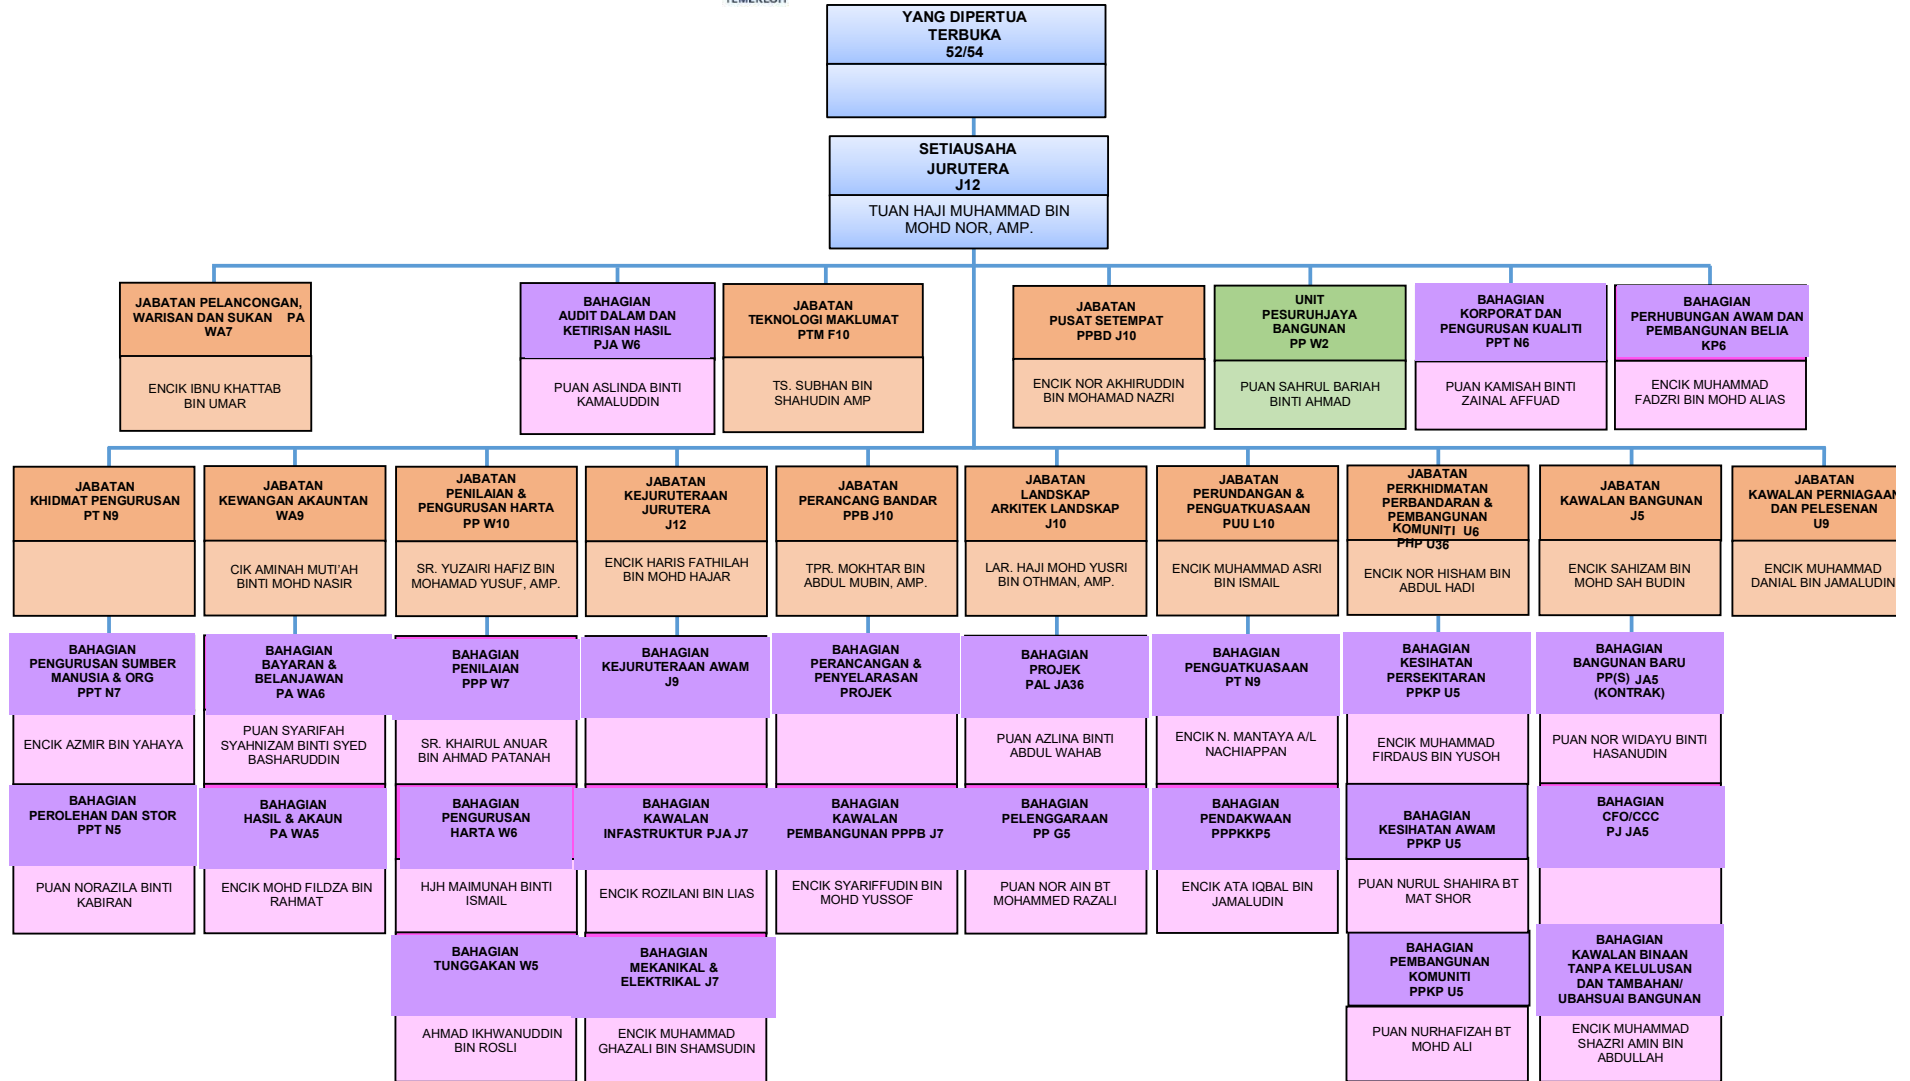 TEMERLOH
YANG DIPERTUA
TERBUKA
52/54
SETIAUSAHA
JURUTERA
J12
TUAN HAJI MUHAMMAD BIN
MOHD NOR, AMP.
JABATAN PELANCONGAN,
WARISAN DAN SUKAN PA
WA7
ENCIK IBNU KHATTAB
BIN UMAR
BAHAGIAN
AUDIT DALAM DAN
KETIRISAN HASIL
PJA W6
PUAN ASLINDA BINTI
KAMALUDDIN
JABATAN
TEKNOLOGI MAKLUMAT
PTM F10
TS. SUBHAN BIN
SHAHUDIN AMP
JABATAN
PUSAT SETEMPAT
PPBD J10
ENCIK NOR AKHIRUDDIN
BIN MOHAMAD NAZRI
UNIT
PESURUHJAYA
BANGUNAN
PP W2
PUAN SAHRUL BARIAH
BINTI AHMAD
BAHAGIAN
KORPORAT DAN
PENGURUSAN KUALITI
PPT N6
PUAN KAMISAH BINTI
ZAINAL AFFUAD
BAHAGIAN
PERHUBUNGAN AWAM DAN
PEMBANGUNAN BELIA
KP6
ENCIK MUHAMMAD
FADZRI BIN MOHD ALIAS
JABATAN
KHIDMAT PENGURUSAN
PT N9
JABATAN
KEWANGAN AKAUNTAN
WA9
CIK AMINAH MUTI'AH
BINTI MOHD NASIR
JABATAN
PENILAIAN &
PENGURUSAN HARTA
PP W10
SR. YUZAIRI HAFIZ BIN
MOHAMAD YUSUF, AMP.
JABATAN
KEJURUTERAAN
JURUTERA
J12
ENCIK HARIS FATHILAH
BIN MOHD HAJAR
JABATAN
PERANCANG BANDAR
PPB J10
TPR. MOKHTAR BIN
ABDUL MUBIN, AMP.
JABATAN
LANDSKAP
ARKITEK LANDSKAP
J10
LAR. HAJI MOHD YUSRI
BIN OTHMAN, AMP.
JABATAN
PERUNDANGAN &
PENGUATKUASAAN
PUU L10
ENCIK MUHAMMAD ASRI
BIN ISMAIL
JABATAN
PERKHIDMATAN
PERBANDARAN &
PEMBANGUNAN
KOMUNITI U6
PHP U36
ENCIK NOR HISHAM BIN
ABDUL HADI
JABATAN
KAWALAN BANGUNAN
J5
ENCIK SAHIZAM BIN
MOHD SAH BUDIN
JABATAN
KAWALAN PERNIAGAAN
DAN PELESENAN
U9
ENCIK MUHAMMAD
DANIAL BIN JAMALUDIN
BAHAGIAN
PENGURUSAN SUMBER
MANUSIA & ORG
PPT N7
ENCIK AZMIR BIN YAHAYA
BAHAGIAN
BAYARAN &
BELANJAWAN
PA WA6
PUAN SYARIFAH
SYAHNIZAM BINTI SYED
BASHARUDDIN
BAHAGIAN
PENILAIAN
PPP W7
SR. KHAIRUL ANUAR
BIN AHMAD PATANAH
BAHAGIAN
KEJURUTERAAN AWAM
J9
BAHAGIAN
PERANCANGAN &
PENYELARASAN
PROJEK
BAHAGIAN
PROJEK
PAL JA36
PUAN AZLINA BINTI
ABDUL WAHAB
BAHAGIAN
PENGUATKUASAAN
PT N9
ENCIK N. MANTAYA A/L
NACHIAPPAN
BAHAGIAN
KESIHATAN
PERSEKITARAN
PPKP U5
ENCIK MUHAMMAD
FIRDAUS BIN YUSOH
BAHAGIAN
BANGUNAN BARU
PP(S) JA5
(KONTRAK)
PUAN NOR WIDAYU BINTI
HASANUDIN
BAHAGIAN
PEROLEHAN DAN STOR
PPT N5
PUAN NORAZILA BINTI
KABIRAN
BAHAGIAN
HASIL & AKAUN
PA WA5
ENCIK MOHD FILDZA BIN
RAHMAT
BAHAGIAN
PENGURUSAN
HARTA W6
HJH MAIMUNAH BINTI
ISMAIL
BAHAGIAN
KAWALAN
INFASTRUKTUR PJA J7
ENCIK ROZILANI BIN LIAS
BAHAGIAN
KAWALAN
PEMBANGUNAN PPPB J7
ENCIK SYARIFFUDIN BIN
MOHD YUSSOF
BAHAGIAN
PELENGGARAAN
PP G5
PUAN NOR AIN BT
MOHAMMED RAZALI
BAHAGIAN
PENDAKWAAN
PPPKKP5
ENCIK ATA IQBAL BIN
JAMALUDIN
BAHAGIAN
KESIHATAN AWAM
PPKP U5
PUAN NURUL SHAHIRA BT
MAT SHOR
BAHAGIAN
CFO/CCC
PJ JA5
BAHAGIAN
TUNGGAKAN W5
AHMAD IKHWANUDDIN
BIN ROSLI
BAHAGIAN
MEKANIKAL &
ELEKTRIKAL J7
ENCIK MUHAMMAD
GHAZALI BIN SHAMSUDIN
BAHAGIAN
PEMBANGUNAN
KOMUNITI
PPKP U5
PUAN NURHAFIZAH BT
MOHD ALI
BAHAGIAN
KAWALAN BINAAN
TANPA KELULUSAN
DAN TAMBAHAN/
UBAHSUAI BANGUNAN
ENCIK MUHAMMAD
SHAZRI AMIN BIN
ABDULLAH